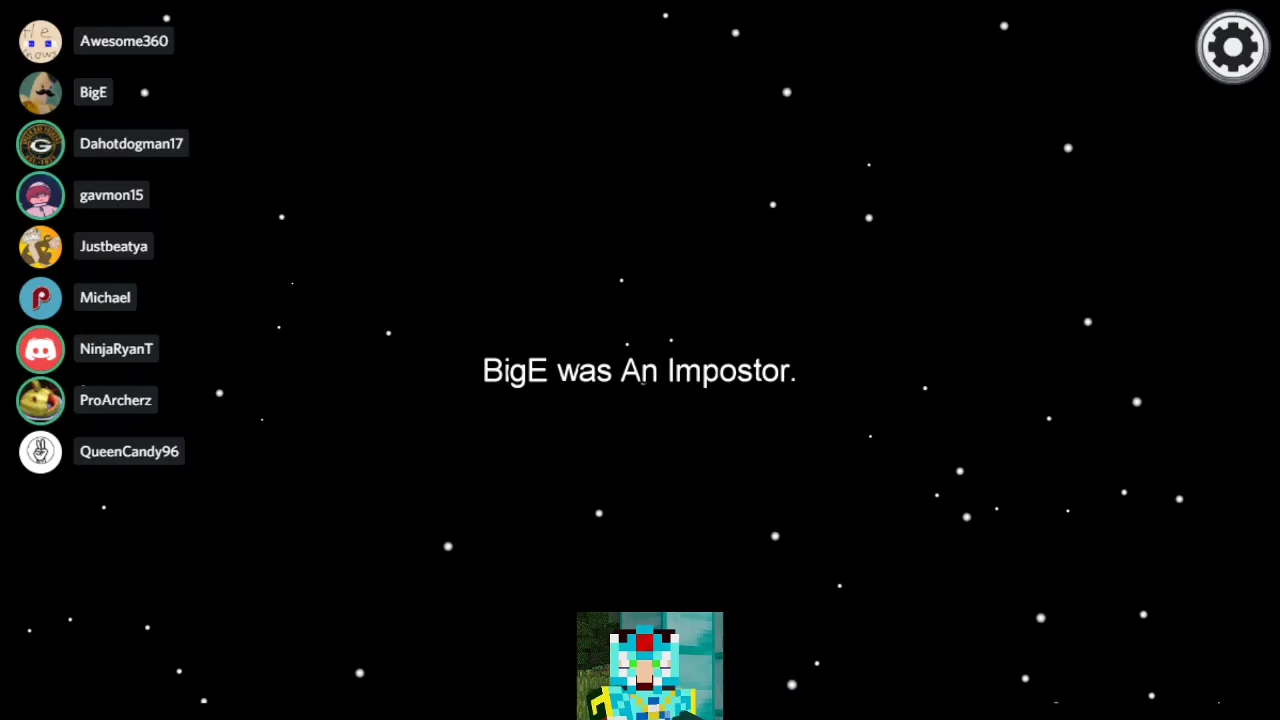 Awesome360
BigE
Dahotdogman17
gavmon15
Justbeatya
Michael
NinjaRyanT
ProArcherz
QueenCandy96
BigE was An Impostor.